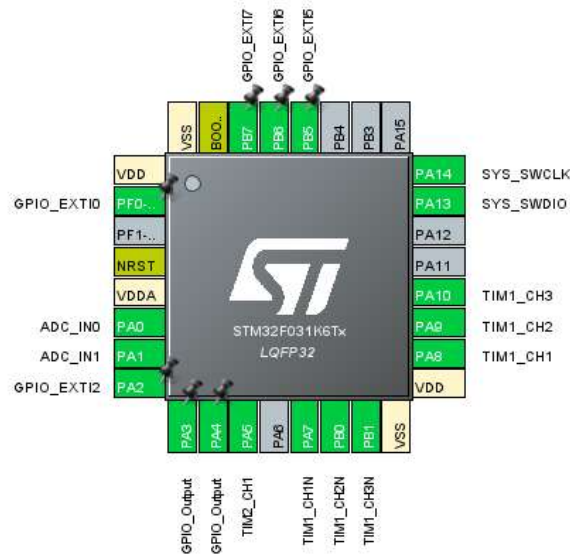 GPIO_EXTI7
GPIO_EXTI6
GPIO_EXTI5
VSS
BOO..
PB7
PB6
PB5
PB4
PB3
PA15
VDD
GPIO_EXTI0 PF0-..
PF1-..
NRST
VDDA
ADC_IN0 PA0
ADC_IN1 PA1
GPIO_EXTI2 PA2
STM32F031K6Tx
LQFP32
PA14 SYS_SWCLK
PA13 SYS_SWDIO
PA12
PA11
PA10 TIM1_CH3
PA9 TIM1_CH2
PA8 TIM1_CH1
VDD
PA3
PA4
PA5
PA6
PA7
PB0
PB1
VSS
GPIO_Output
GPIO_Output
TIM2_CH1
TIM1_CH1N
TIM1_CH2N
TIM1_CH3N